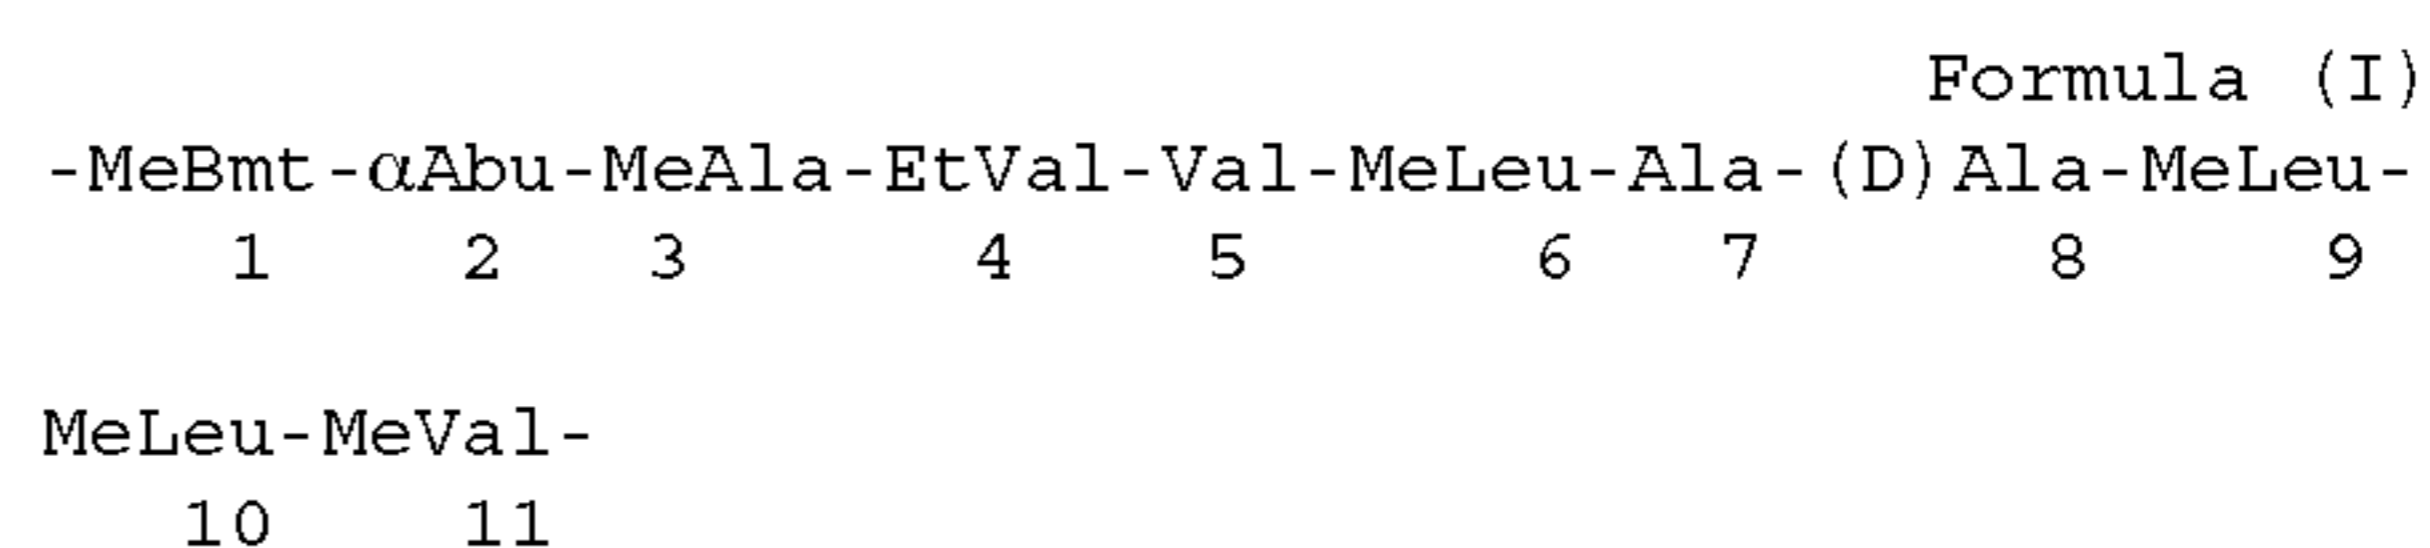 Formula (I)
-MeBmt-αAbu-MeAla-EtVal-Val-MeLeu-Ala-(D)Ala-MeLeu-
1 2 3 4 5 6 7 8 9
MeLeu-MeVal-
10 11